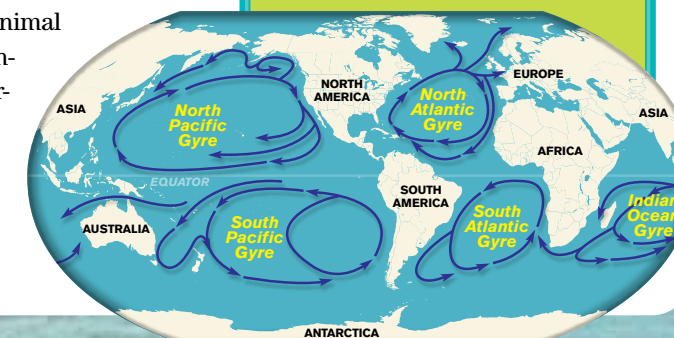 nimal
n-
r-
NORTH
AMERICA
EUROPE
ASIA
ASIA
North
Pacific
Gyre
North
Atlantic
Gyre
AFRICA
EQUATOR
SOUTH
AMERICA
AUSTRALIA
South
Pacific
Gyre
South
Atlantic
Gyre
Indian
Ocean
Gyre
ANTARCTICA